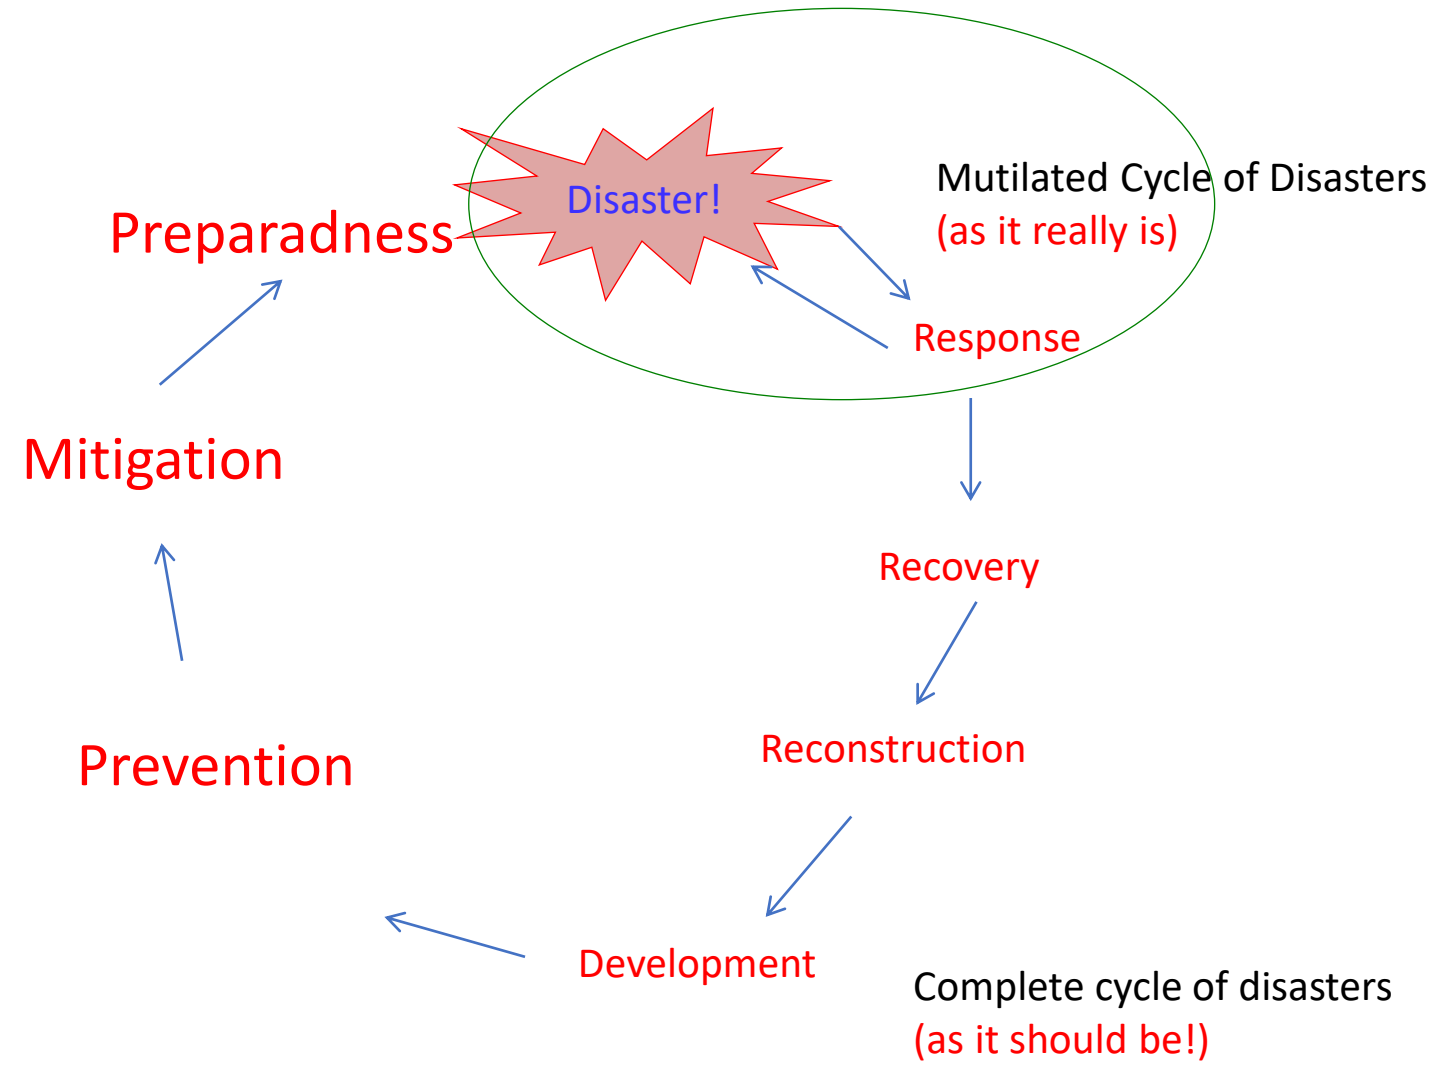 Disaster!
Mutilated Cycle of Disasters
(as it really is)
Preparadness
Response
Mitigation
Recovery
Reconstruction
Prevention
Development
Complete cycle of disasters
(as it should be!)